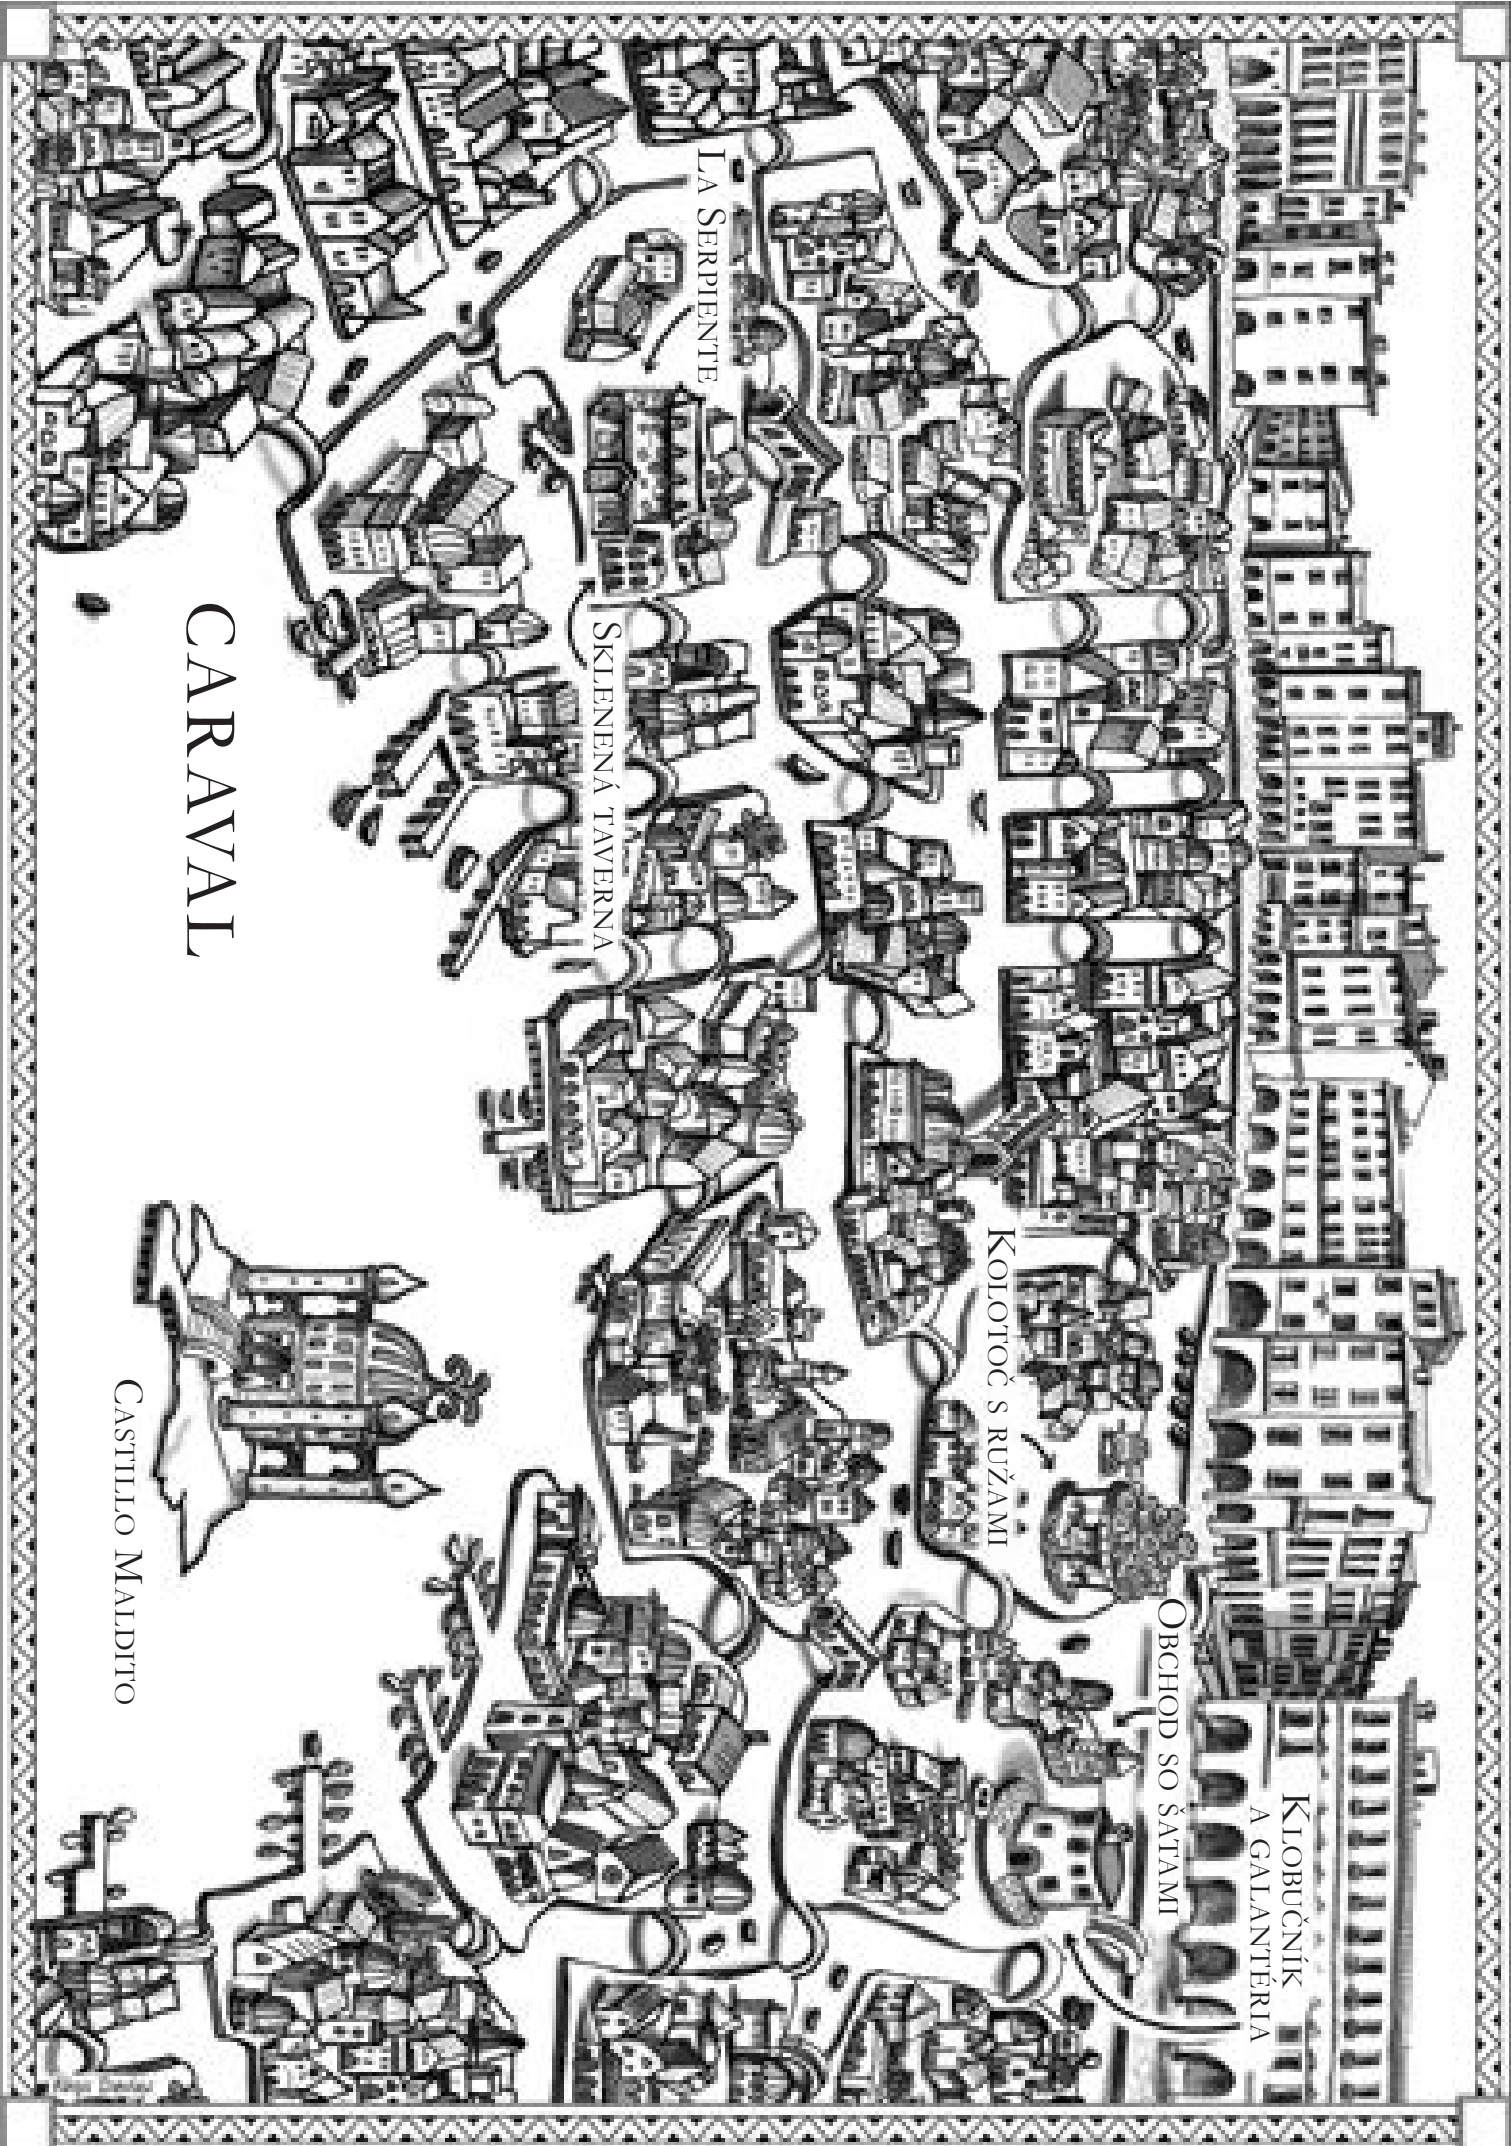 KLOBUČNÍK
A GALANTÉRIA
OBCHOD SO ŠATAMI
KOLOTOČ S RUŽAMI
LA SERPIENTE
SKLENENÁ TAVERNA
CARAVAL
CASTILLO MALDITO